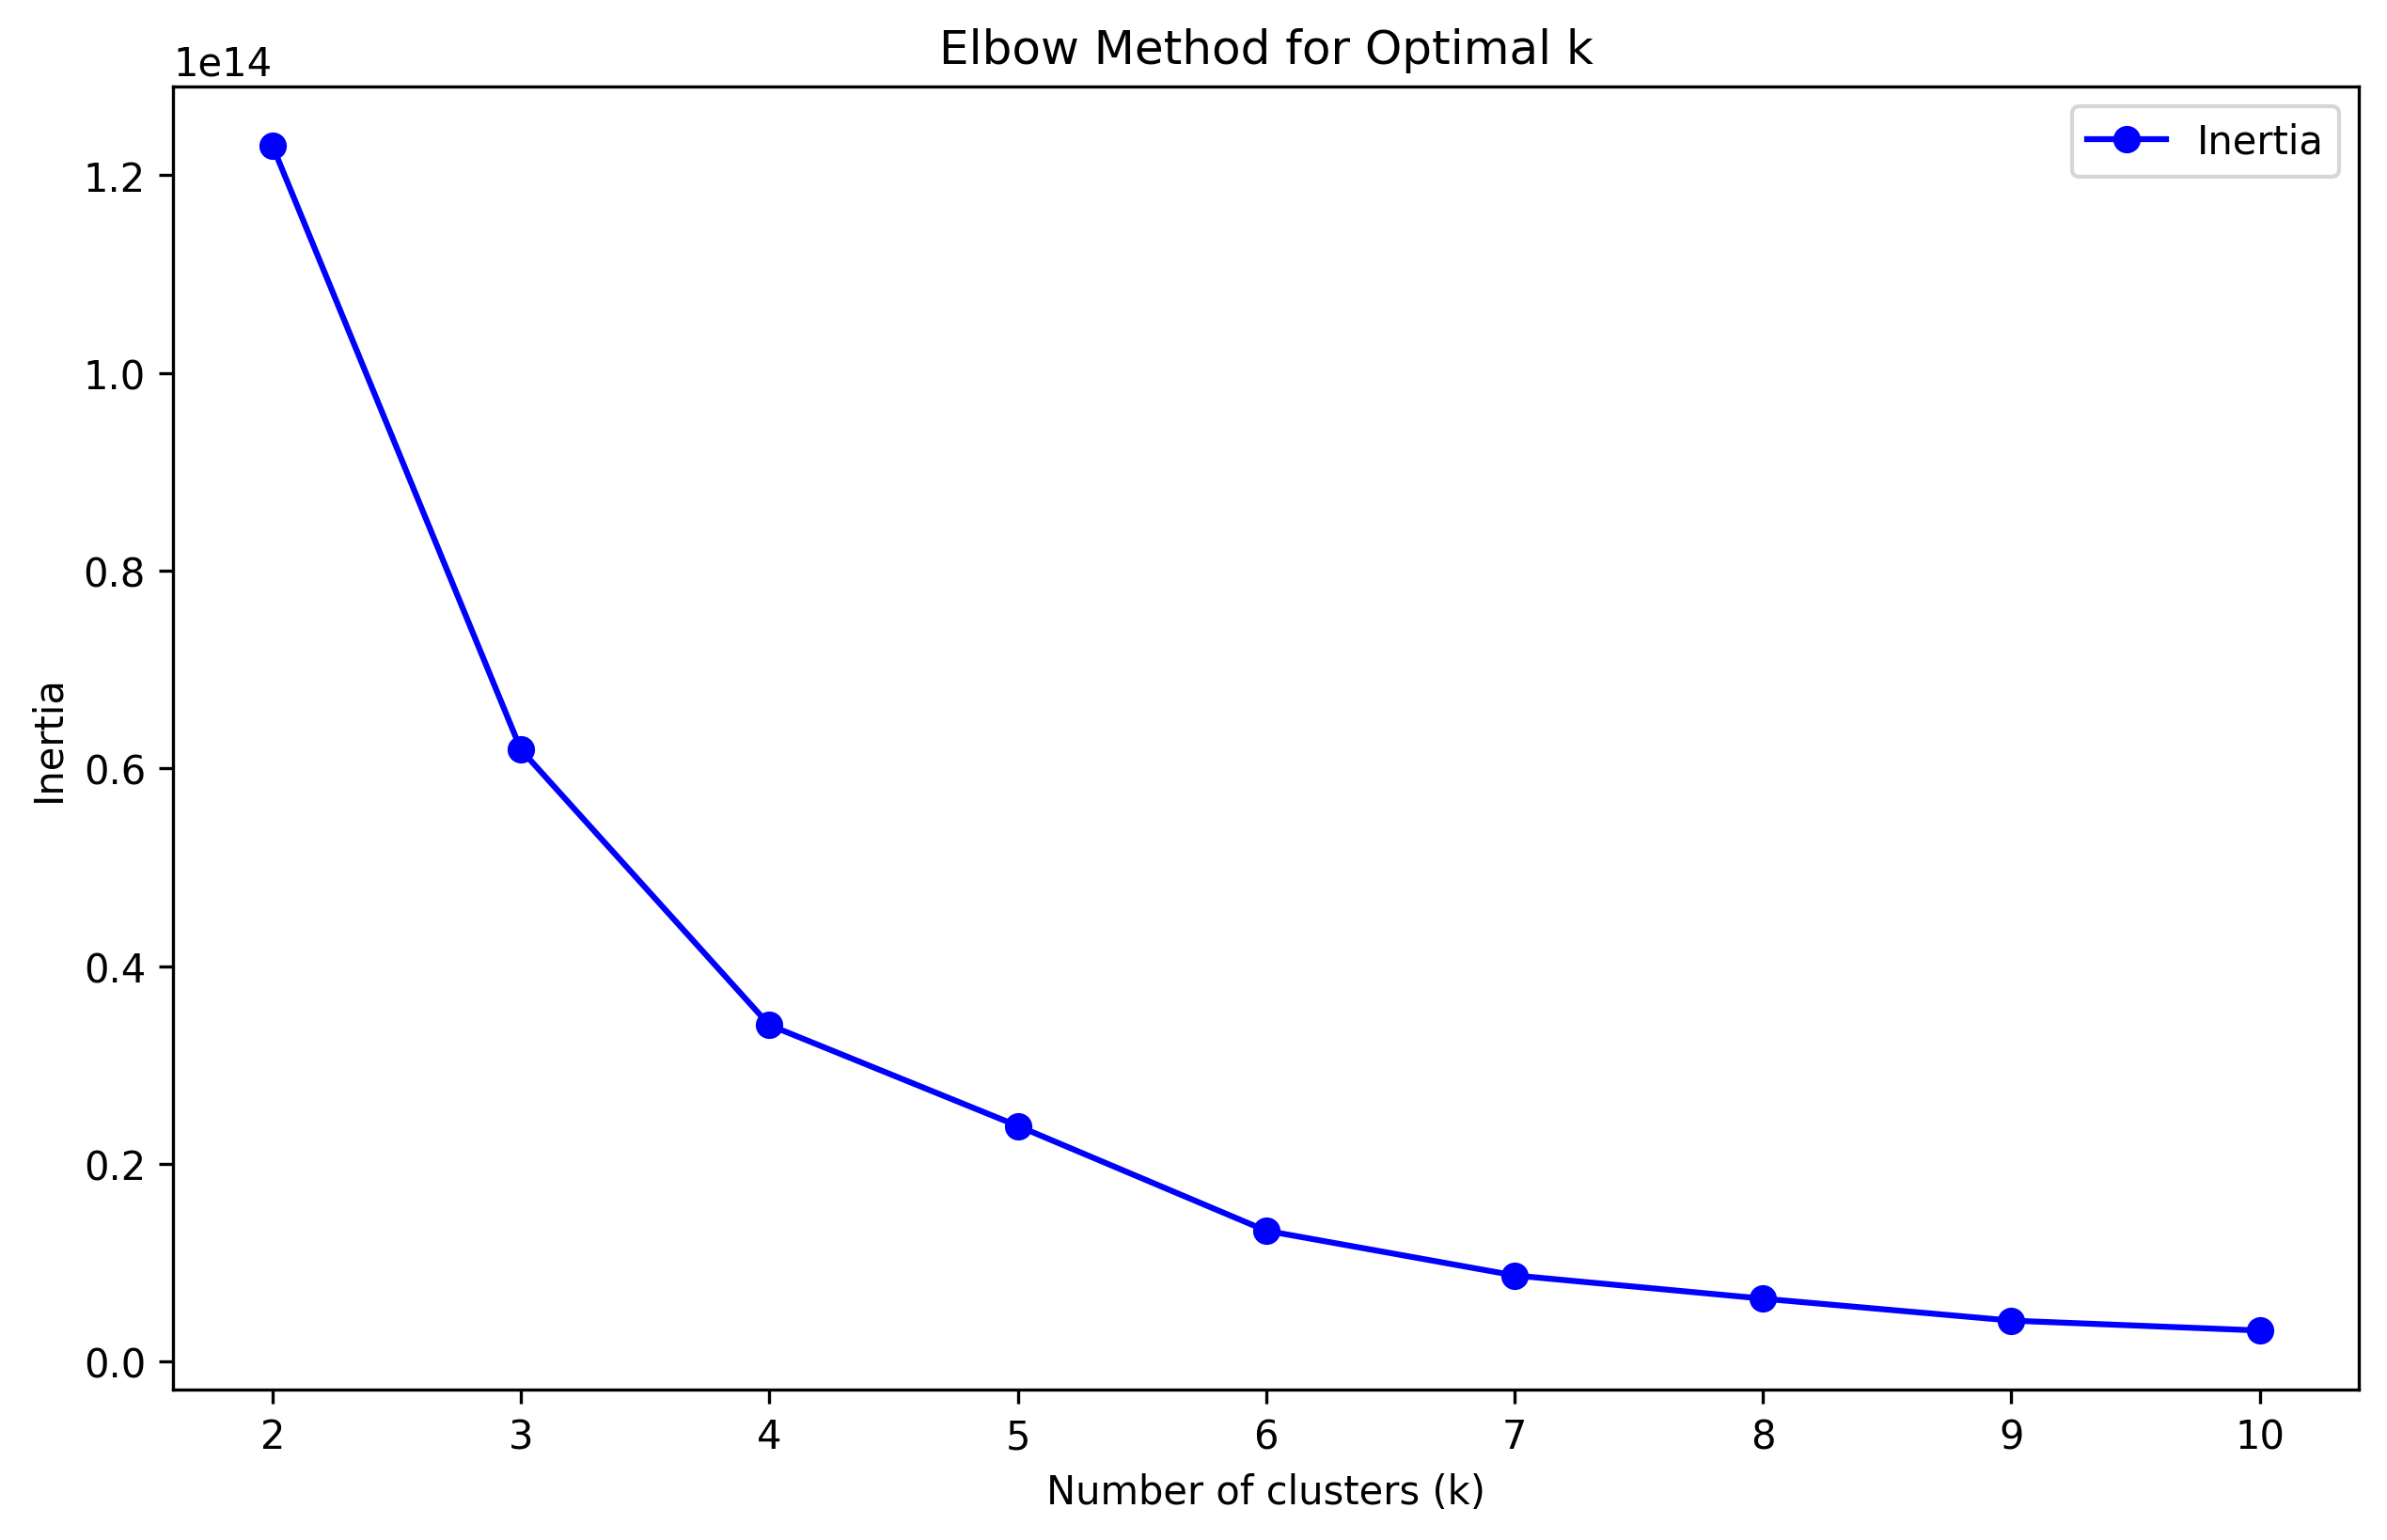 Elbow Method for Optimal k
1e14
Inertia
1.2
1.0
0.8
0.6
0.4
0.2
0.0
Inertia
2 3 4 5 6 7 8 9 10
Number of clusters (k)